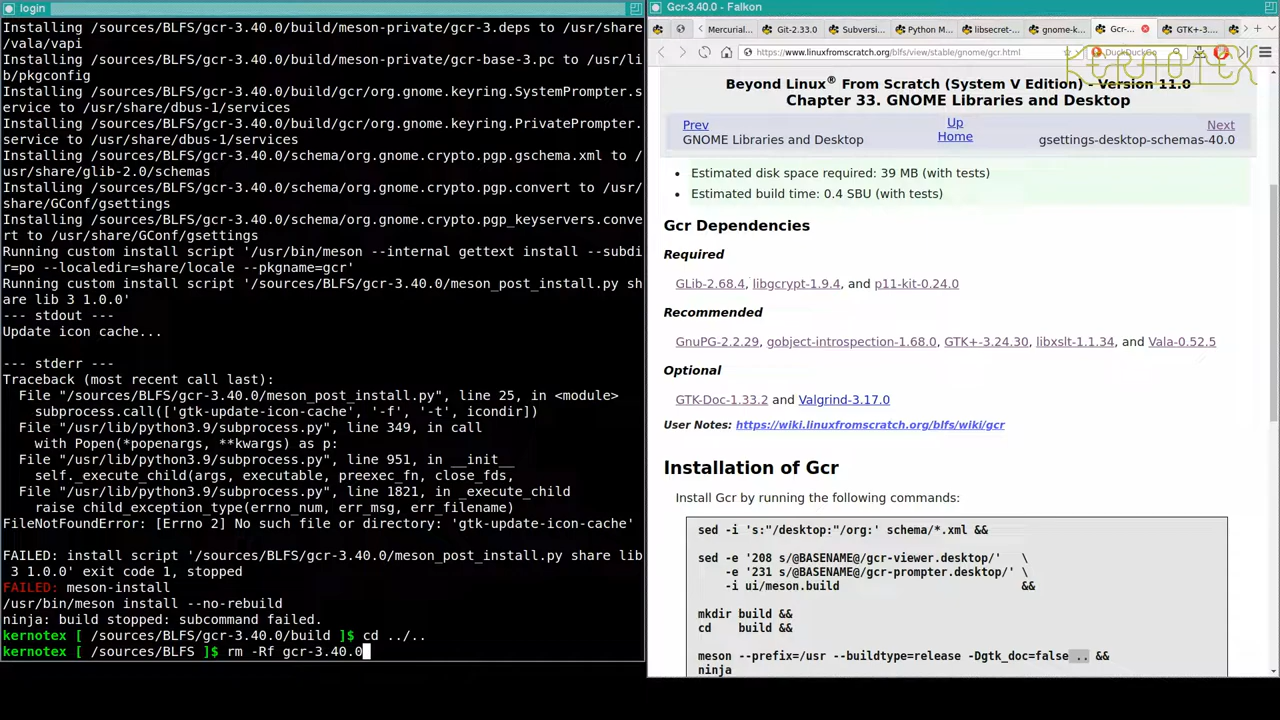 login
Installing /sources/BLFS/gcr-3.40.0/build/meson-private/gcr-3.deps to /usr/share
/vala/vapi
Installing /sources/BLFS/gcr-3.40.0/build/meson-private/gcr-base-3.pc to /usr/li
b/pkgconfig
Installing /sources/BLFS/gcr-3.40.0/build/gcr/org.gnome.keyring.SystemPrompter.s
ervice to /usr/share/dbus-1/services
Installing /sources/BLFS/gcr-3.40.0/build/gcr/org.gnome.keyring.PrivatePrompter.
service to /usr/share/dbus-1/services
Installing /sources/BLFS/gcr-3.40.0/schema/org.gnome.crypto.pgp.gschema.xml to /
usr/share/glib-2.0/schemas
Installing /sources/BLFS/gcr-3.40.0/schema/org.gnome.crypto.pgp.convert to /usr/
share/GConf/gsettings
Installing /sources/BLFS/gcr-3.40.0/schema/org.gnome.crypto.pgp_keyservers.conve
rt to /usr/share/GConf/gsettings
Running custom install script '/usr/bin/meson --internal gettext install --subdi
r=po --localedir=share/locale --pkgname=gcr'
Running custom install script '/sources/BLFS/gcr-3.40.0/meson_post_install.py sh
are lib 3 1.0.0'
--- stdout ---
Update icon cache...
--- stderr ---
Traceback (most recent call last):
File "/sources/BLFS/gcr-3.40.0/meson_post_install.py", line 25, in <module>
subprocess.call(['gtk-update-icon-cache', '-f', '-t', icondir])
File "/usr/lib/python3.9/subprocess.py", line 349, in call
with Popen(*popenargs, **kwargs) as p:
File "/usr/lib/python3.9/subprocess.py", line 951, in __init__
self._execute_child(args, executable, preexec_fn, close_fds,
File "/usr/lib/python3.9/subprocess.py", line 1821, in _execute_child
raise child_exception_type(errno_num, err_msg, err_filename)
FileNotFoundError: [Errno 2] No such file or directory: 'gtk-update-icon-cache'
FAILED: install script '/sources/BLFS/gcr-3.40.0/meson_post_install.py share lib
3 1.0.0' exit code 1, stopped
FAILED: meson-install
/usr/bin/meson install --no-rebuild
ninja: build stopped: subcommand failed.
kernotex [ /sources/BLFS/gcr-3.40.0/build ]$ cd ../..
kernotex [ /sources/BLFS ]$ rm -Rf gcr-3.40.0
Gcr-3.40.0 - Falkon
Mercurial... Git-2.33.0 Subversi... Python M... libsecret-... gnome-k... Gcr-... GTK+-3....
https://www.linuxfromscratch.org/blfs/view/stable/gnome/gcr.html DuckDuckGo
KERNOTEX
Beyond Linux® From Scratch (System V Edition) - Version 11.0
Chapter 33. GNOME Libraries and Desktop
Prev Up Next
GNOME Libraries and Desktop Home gsettings-desktop-schemas-40.0
• Estimated disk space required: 39 MB (with tests)
• Estimated build time: 0.4 SBU (with tests)
Gcr Dependencies
Required
GLib-2.68.4, libgcrypt-1.9.4, and p11-kit-0.24.0
Recommended
GnuPG-2.2.29, gobject-introspection-1.68.0, GTK+-3.24.30, libxslt-1.1.34, and Vala-0.52.5
Optional
GTK-Doc-1.33.2 and Valgrind-3.17.0
User Notes: https://wiki.linuxfromscratch.org/blfs/wiki/gcr
Installation of Gcr
Install Gcr by running the following commands:
sed -i 's:"/desktop:"/org:' schema/*.xml &&
sed -e '208 s/@BASENAME@/gcr-viewer.desktop/' \
-e '231 s/@BASENAME@/gcr-prompter.desktop/' \
-i ui/meson.build &&
mkdir build &&
cd build &&
meson --prefix=/usr --buildtype=release -Dgtk_doc=false .. &&
ninja